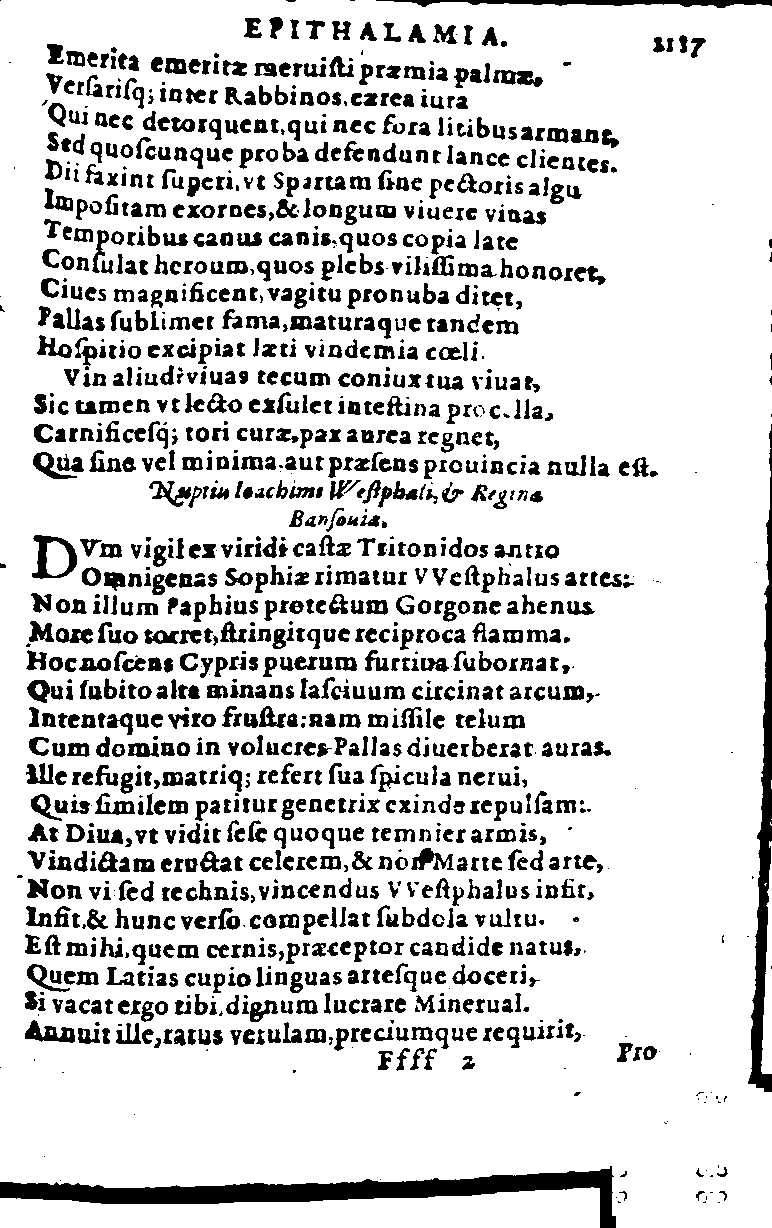 EPITHALAMIA. 1187
Emerita emeritæ meruisti præmia palmæ,
Versarisq; inter Rabbinos, exrea iura
Qui nec detorquent, qui nec fora litibus armant,
Sed quoscunque proba defendunt lance clientes.
Dii faxint superi, vt Spartam sine pectoris algu
Impositam exornes, & longum viuere viuas
Temporibus canus canis, quos copia late
Consulat heroum, quos plebs vilissima honoret,
Ciues magnificent, vagitu pronuba ditet,
Pallas sublimet fama, maturaque tandem
Hospitio excipiat læti vindemia cœli.
Vin aliud? viuas tecum coniux tua viuat,
Sic tamen vt lecto exsulet intestina procella,
Carnificesq; tori curæ, pax aurea regnet,
Qua sine vel minima aut præsens prouincia nulla est.
Nuptiis Ioachimi Westphali, & Reginæ
Bansouiæ.
DVm vigil ex viridi castæ Tritonidos antro
Omnigenas Sophiæ rimatur VVestphalus artes:
Non illum Paphius protectum Gorgone ahenus
More suo torret, stringitque reciproca flamma.
Hoc noscens Cypris puerum furtiua subornat,
Qui subito alta minans lasciuum circinat arcum,
Intentaque viro frustra: nam missile telum
Cum domino in volucres Pallas diuerberat auras.
Ille refugit, matriq; refert sua spicula nerui,
Quis similem patitur genetrix exinde repulsam:
At Diua, vt vidit sese quoque temnier armis,
Vindictam eructat celerem, & non Marte sed arte,
Non vi sed technis, vincendus VVestphalus infit,
Infit, & hunc verso compellat subdola vultu.
Est mihi, quem cernis, præceptor candide natus,
Quem Latias cupio linguas artesque doceri,
Si vacat ergo tibi, dignum lucrare Minerual.
Annuit ille, ratus vetulam, preciumque requirit,
Ffff 2 Pro